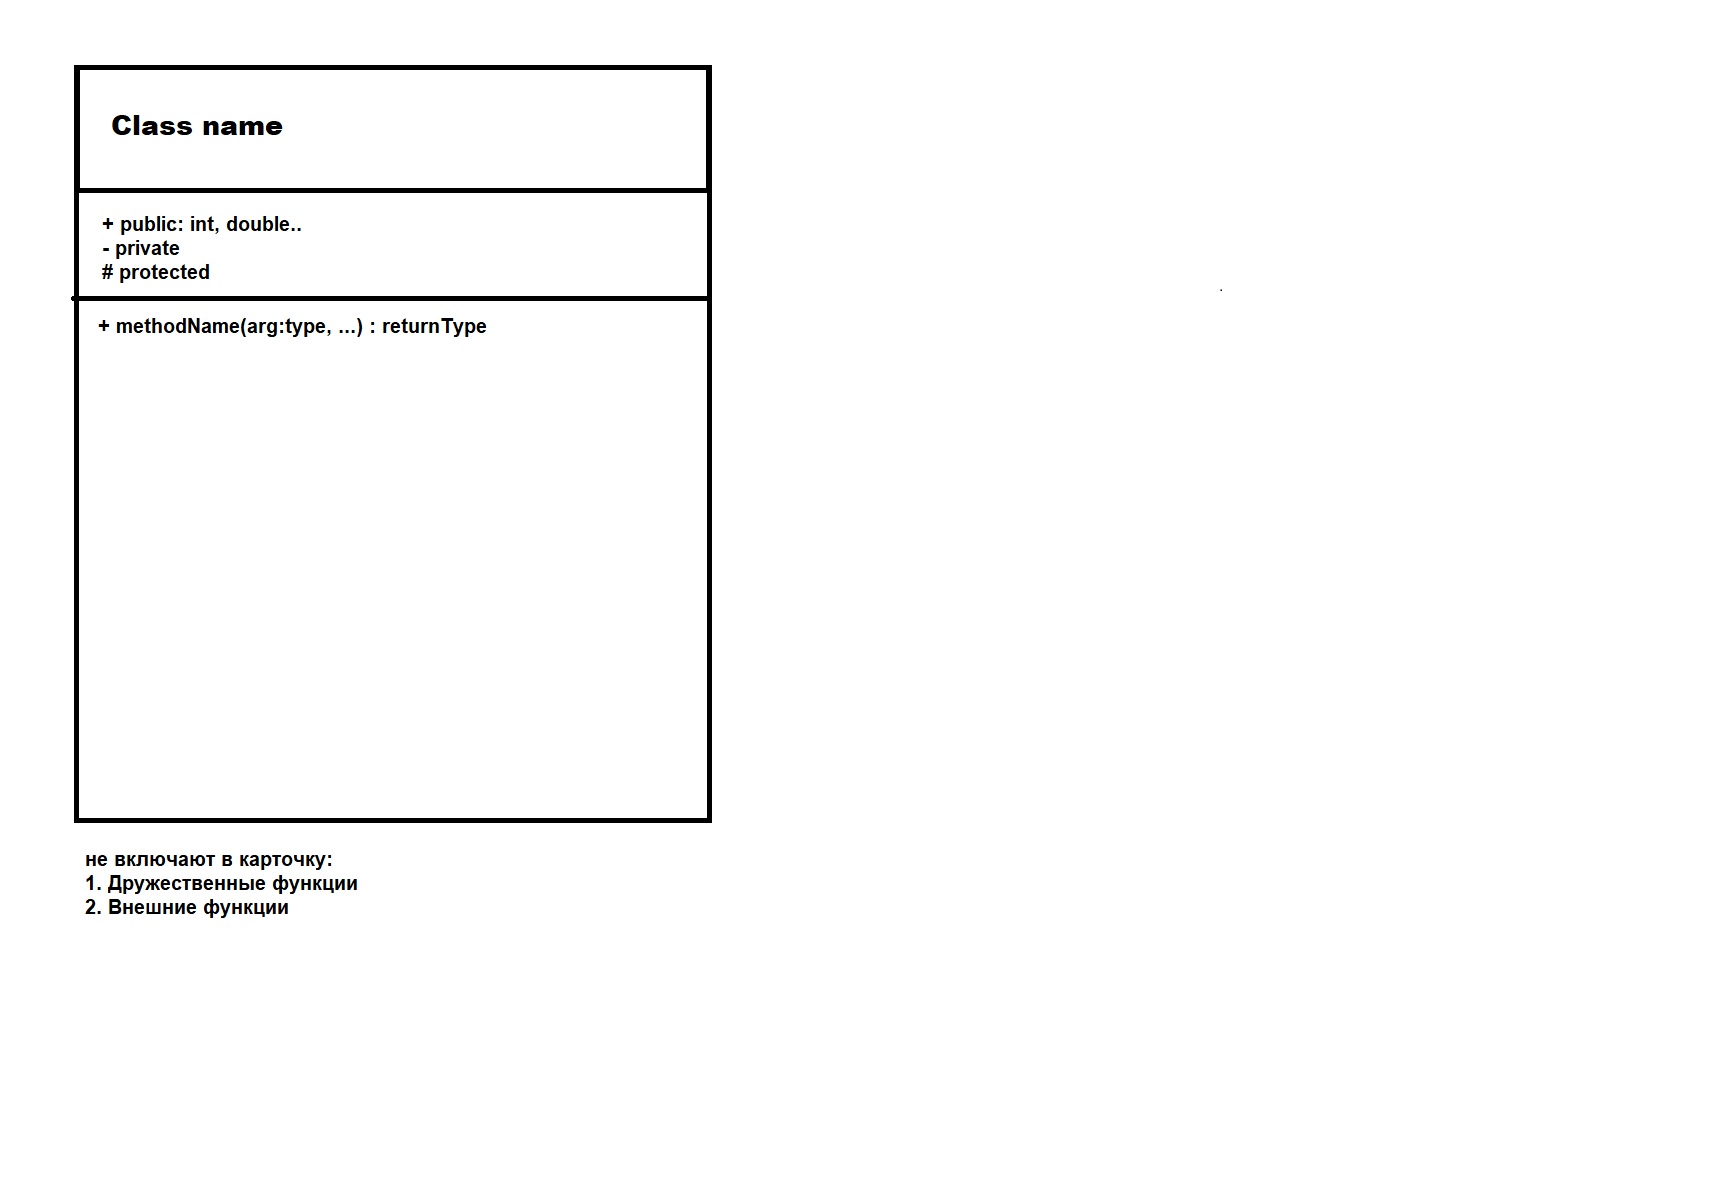 Class name
+ public: int, double..
- private
# protected
+ methodName(arg:type, ...) : returnType
не включают в карточку:
1. Дружественные функции
2. Внешние функции